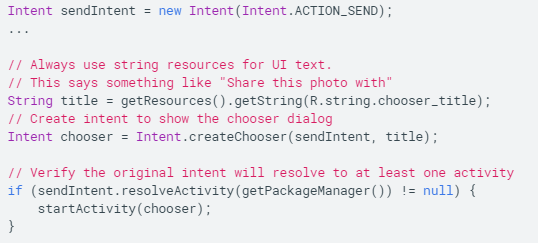 Intent sendIntent = new Intent(Intent.ACTION_SEND);
...
// Always use string resources for UI text.
// This says something like "Share this photo with"
String title = getResources().getString(R.string.chooser_title);
// Create intent to show the chooser dialog
Intent chooser = Intent.createChooser(sendIntent, title);
// Verify the original intent will resolve to at least one activity
if (sendIntent.resolveActivity(getPackageManager()) != null) {
    startActivity(chooser);
}